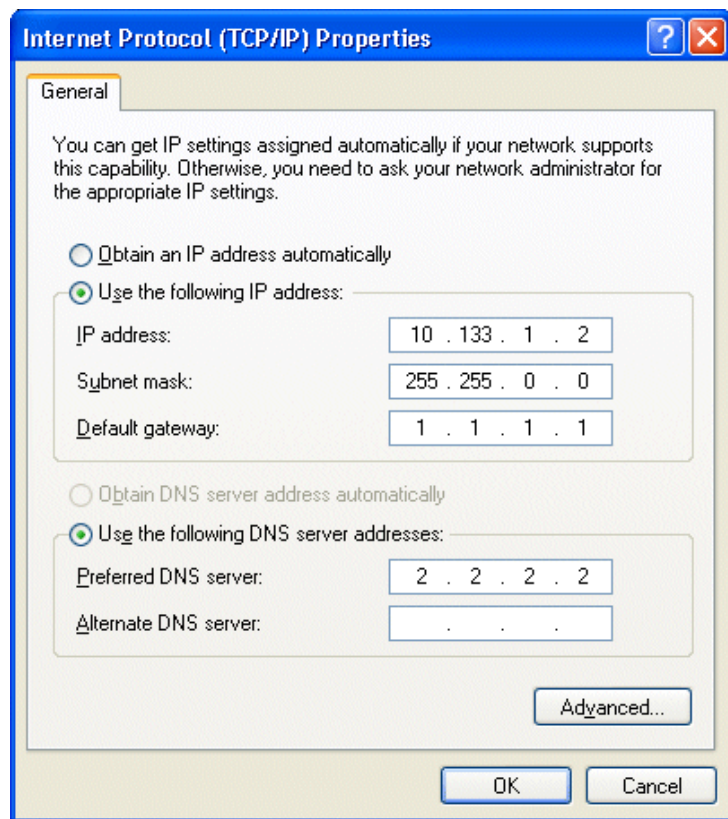 Internet Protocol (TCP/IP) Properties
General
You can get IP settings assigned automatically if your network supports
this capability. Otherwise, you need to ask your network administrator for
the appropriate IP settings.
Obtain an IP address automatically
Use the following IP address:
IP address: 10 . 133 . 1 . 2
Subnet mask: 255 . 255 . 0 . 0
Default gateway: 1 . 1 . 1 . 1
Obtain DNS server address automatically
Use the following DNS server addresses:
Preferred DNS server: 2 . 2 . 2 . 2
Alternate DNS server: . . .
Advanced...
OK Cancel